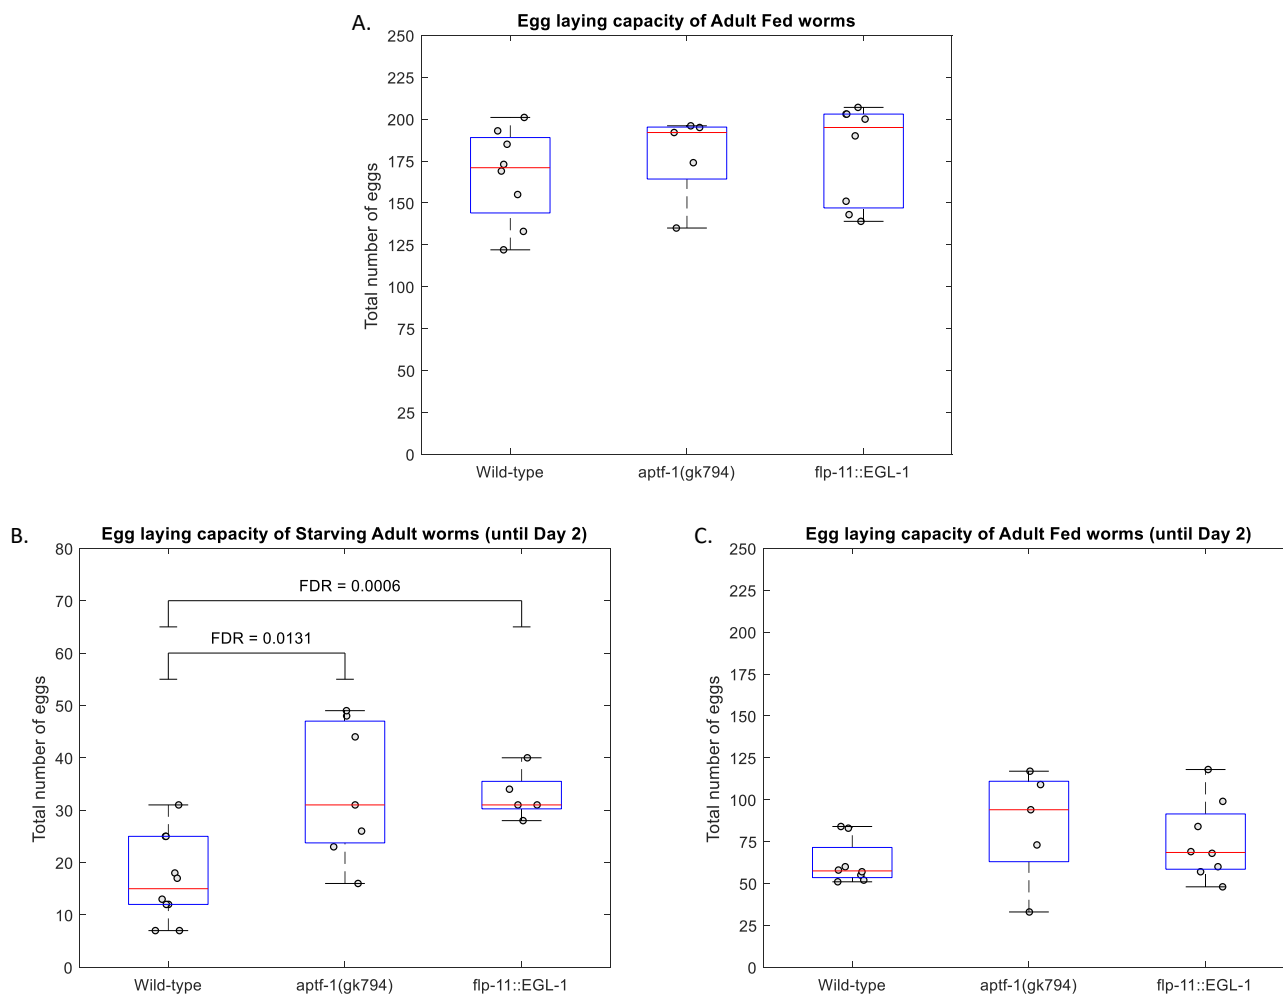 A.
Egg laying capacity of Adult Fed worms
250
225
200
175
150
125
100
75
50
25
0
Total number of eggs
Wild-type
aptf-1(gk794)
flp-11::EGL-1
B.
Egg laying capacity of Starving Adult worms (until Day 2)
80
70
60
50
40
30
20
10
0
Total number of eggs
FDR = 0.0006
FDR = 0.0131
Wild-type
aptf-1(gk794)
flp-11::EGL-1
C.
Egg laying capacity of Adult Fed worms (until Day 2)
250
225
200
175
150
125
100
75
50
25
0
Total number of eggs
Wild-type
aptf-1(gk794)
flp-11::EGL-1